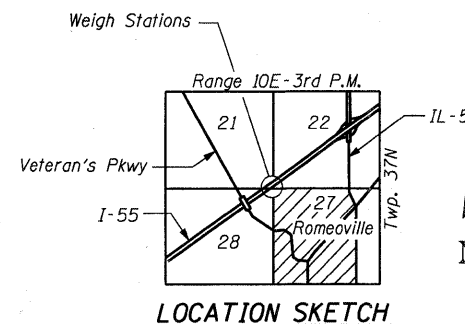 Weigh Stations
Range 10E-3rd P.M.
21
22
IL-5
Veteran's Pkwy
Twp. 37N
27
I-55
Romeoville
28
LOCATION SKETCH